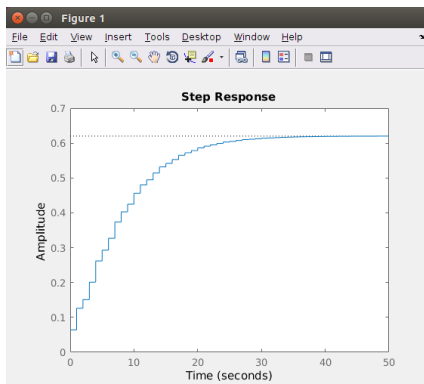 Figure 1
File Edit View Insert Tools Desktop Window Help
Step Response
0.7
0.6
0.5
0.4
0.3
0.2
0.1
0
Amplitude
0 10 20 30 40 50
Time (seconds)